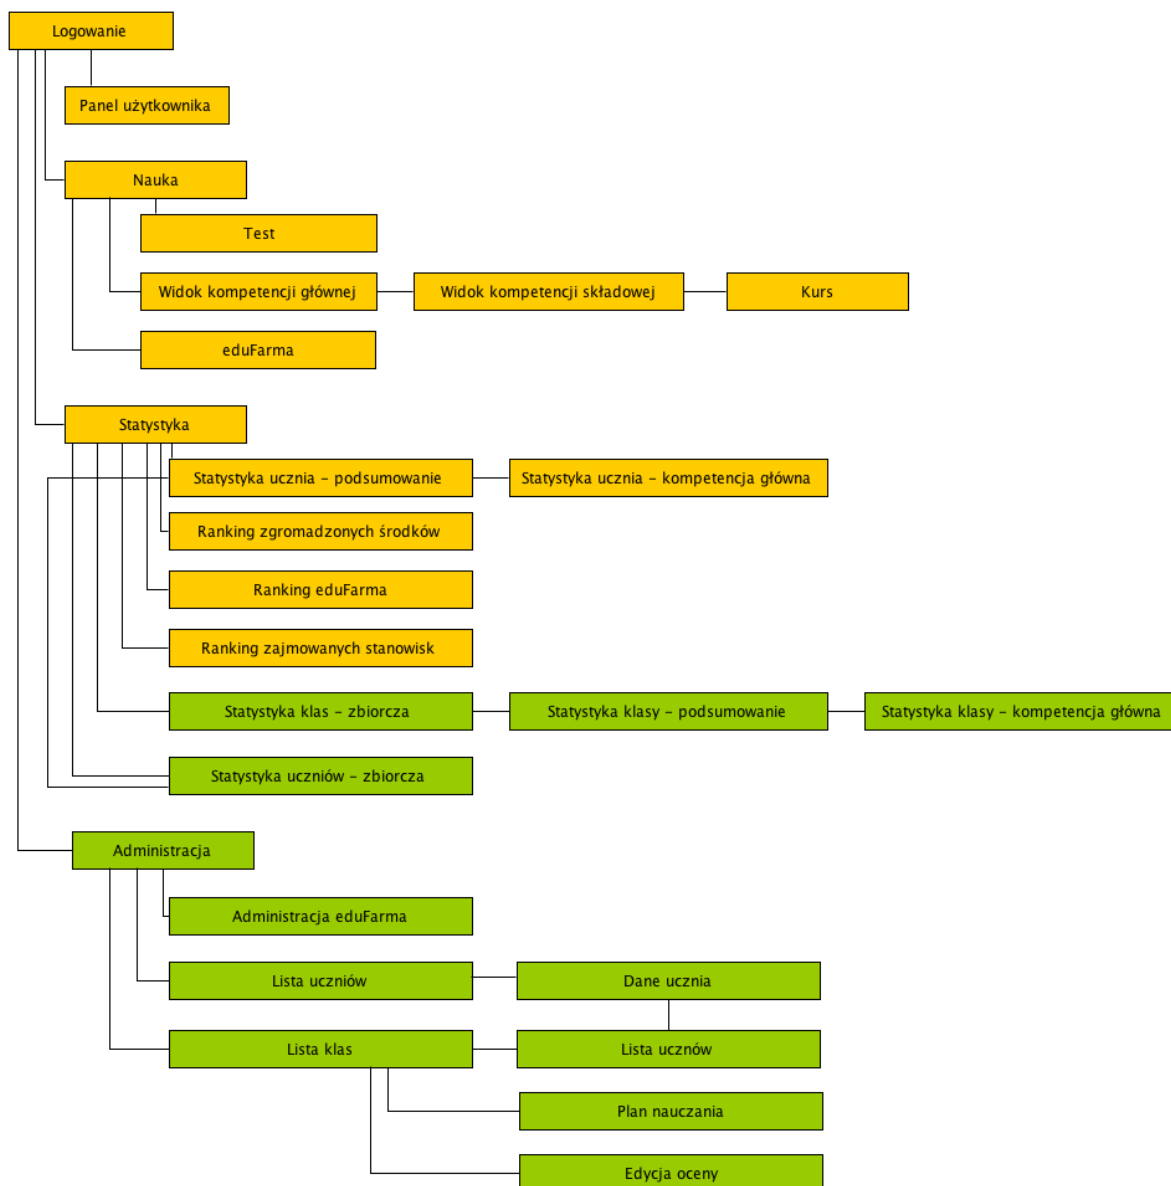 Logowanie
Panel użytkownika
Nauka
Test
Widok kompetencji głównej
Widok kompetencji składowej
Kurs
eduFarma
Statystyka
Statystyka ucznia – podsumowanie
Statystyka ucznia – kompetencja główna
Ranking zgromadzonych środków
Ranking eduFarma
Ranking zajmowanych stanowisk
Statystyka klas – zbiorcza
Statystyka klasy – podsumowanie
Statystyka klasy – kompetencja główna
Statystyka uczniów – zbiorcza
Administracja
Administracja eduFarma
Lista uczniów
Dane ucznia
Lista klas
Lista ucznów
Plan nauczania
Edycja oceny